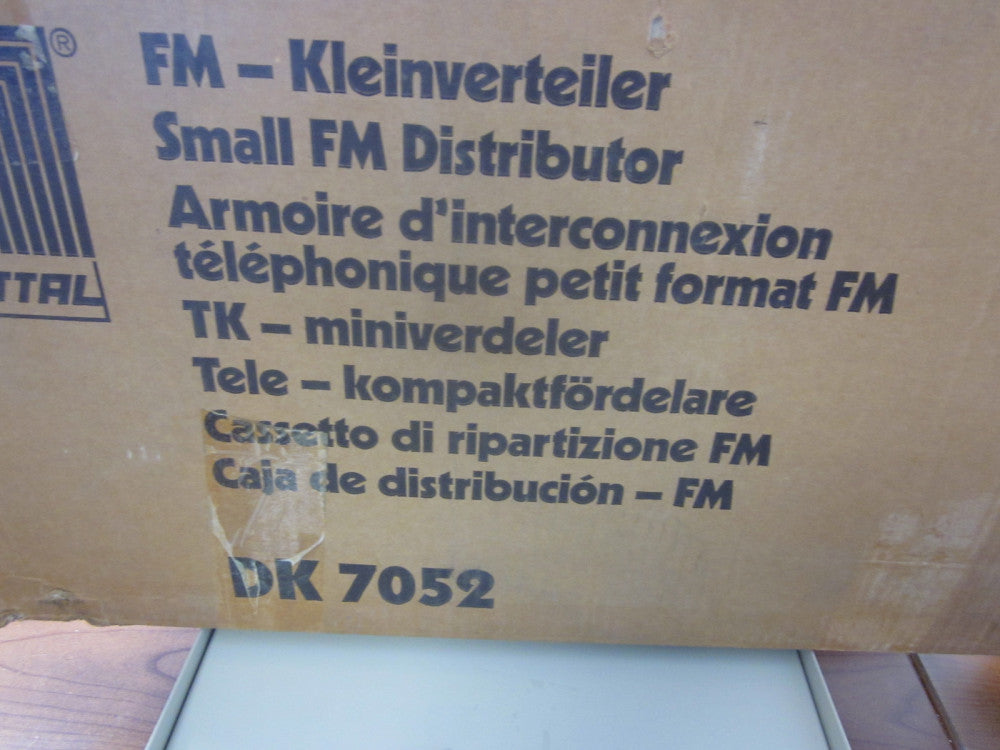 ®
FM – Kleinverteiler
Small FM Distributor
Armoire d'interconnexion
téléphonique petit format FM
TTAL
TK – miniverdeler
Tele – kompaktfördelare
Cassetto di ripartizione FM
Caja de distribución – FM
DK 7052